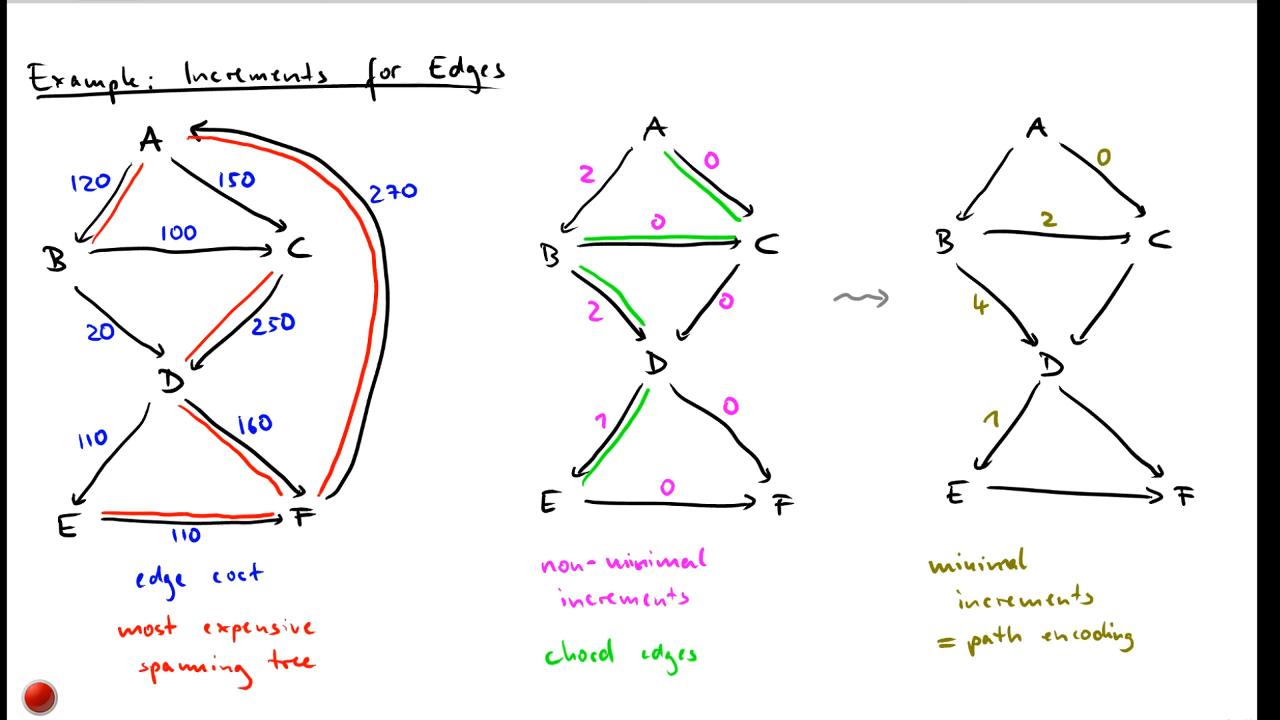 Example: Increments for Edges
A
120
150
270
B
100
C
20
250
D
110
160
E
110
F
edge cost
most expensive
spanning tree
A
2
0
B
0
C
2
0
D
1
0
E
0
F
non-minimal
increments
chord edges
A
0
B
2
C
4
D
1
E
F
minimal
increments
= path encoding